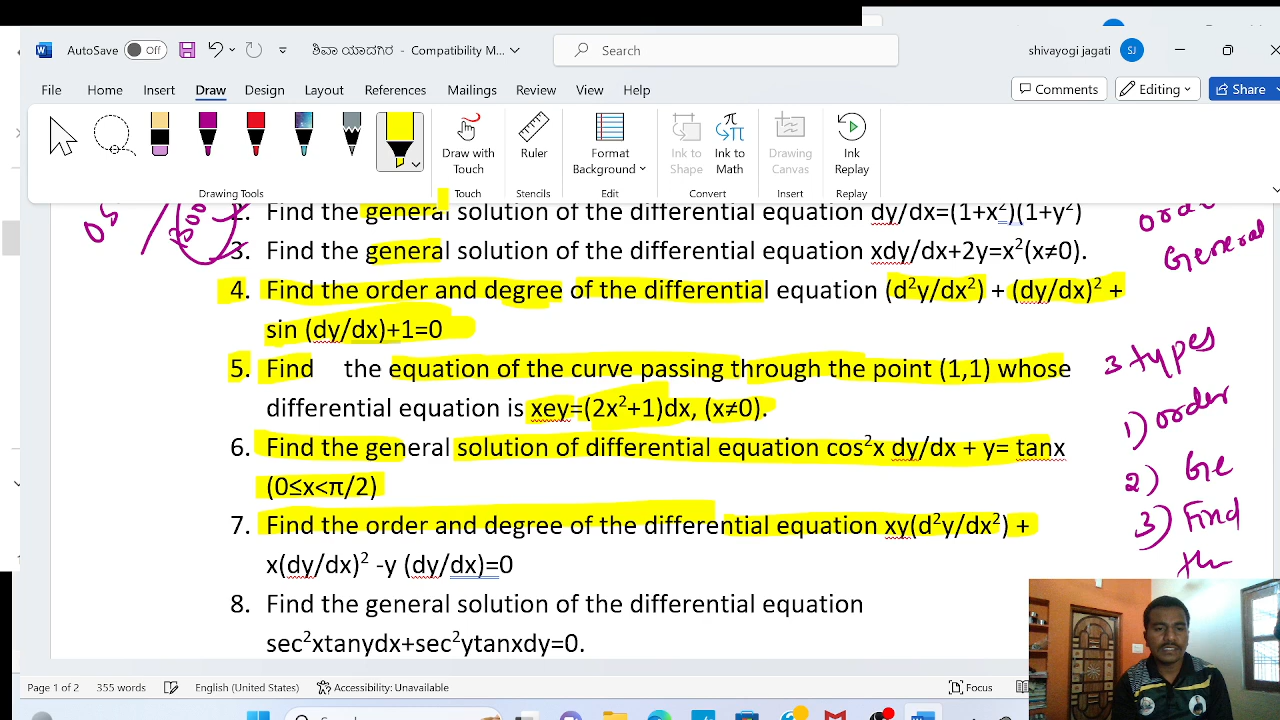 AutoSave Off ಶಿವಾ ಯಾದಗಿರ - Compatibility M... Search shivayogi jagati SJ
File Home Insert Draw Design Layout References Mailings Review View Help Comments Editing Share
Draw with Touch Ruler Format Background Ink to Shape Ink to Math Drawing Canvas Ink Replay
Drawing Tools Touch Stencils Edit Convert Insert Replay
2. Find the general solution of the differential equation dy/dx=(1+x²)(1+y²)
3. Find the general solution of the differential equation xdy/dx+2y=x²(x≠0).
General
4. Find the order and degree of the differential equation (d²y/dx²) + (dy/dx)² +
sin (dy/dx)+1=0
3 types
5. Find the equation of the curve passing through the point (1,1) whose
differential equation is xey=(2x²+1)dx, (x≠0).
1) order
6. Find the general solution of differential equation cos²x dy/dx + y= tanx
(0≤x<π/2)
2) Ge
7. Find the order and degree of the differential equation xy(d²y/dx²) +
3) Find
x(dy/dx)² -y (dy/dx)=0
th
8. Find the general solution of the differential equation
sec²xtanydx+sec²ytanxdy=0.
Page 1 of 2 355 words English (United States) Accessibility: Unavailable Focus